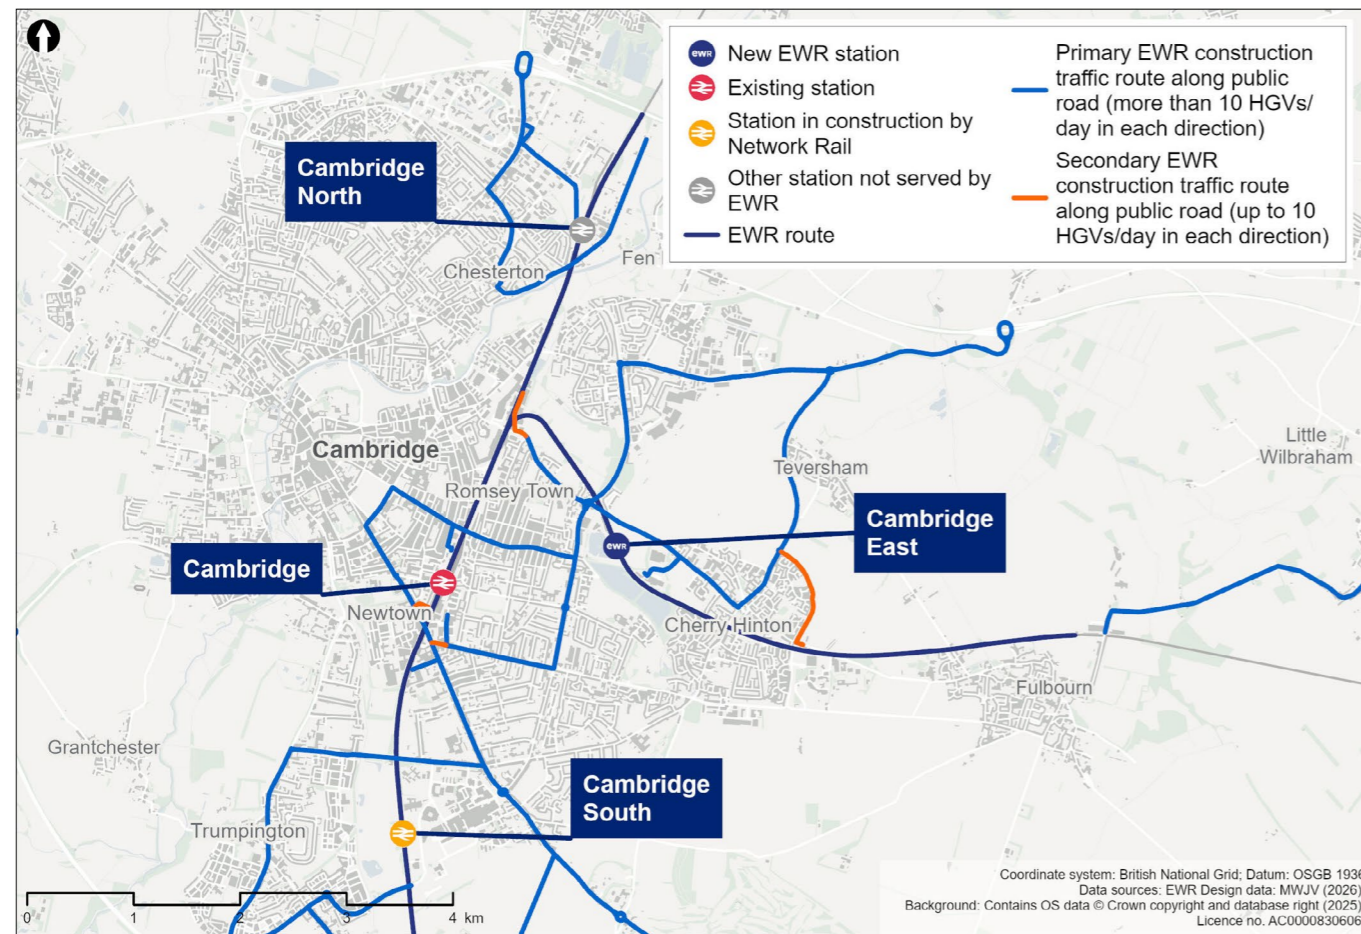 ewr New EWR station
Existing station
Station in construction by
Network Rail
Other station not served by
EWR
EWR route
Primary EWR construction
traffic route along public
road (more than 10 HGVs/
day in each direction)
Secondary EWR
construction traffic route
along public road (up to 10
HGVs/day in each direction)
Cambridge
North
Chesterton
Fen
Cambridge
Romsey Town
Teversham
Little
Wilbraham
Cambridge
East
ewr
Cambridge
Newtown
Cherry Hinton
Fulbourn
Grantchester
Cambridge
South
Trumpington
0 1 2 3 4 km
Coordinate system: British National Grid; Datum: OSGB 1936
Data sources: EWR Design data: MWJV (2026)
Background: Contains OS data © Crown copyright and database right (2025)
Licence no. AC0000830606